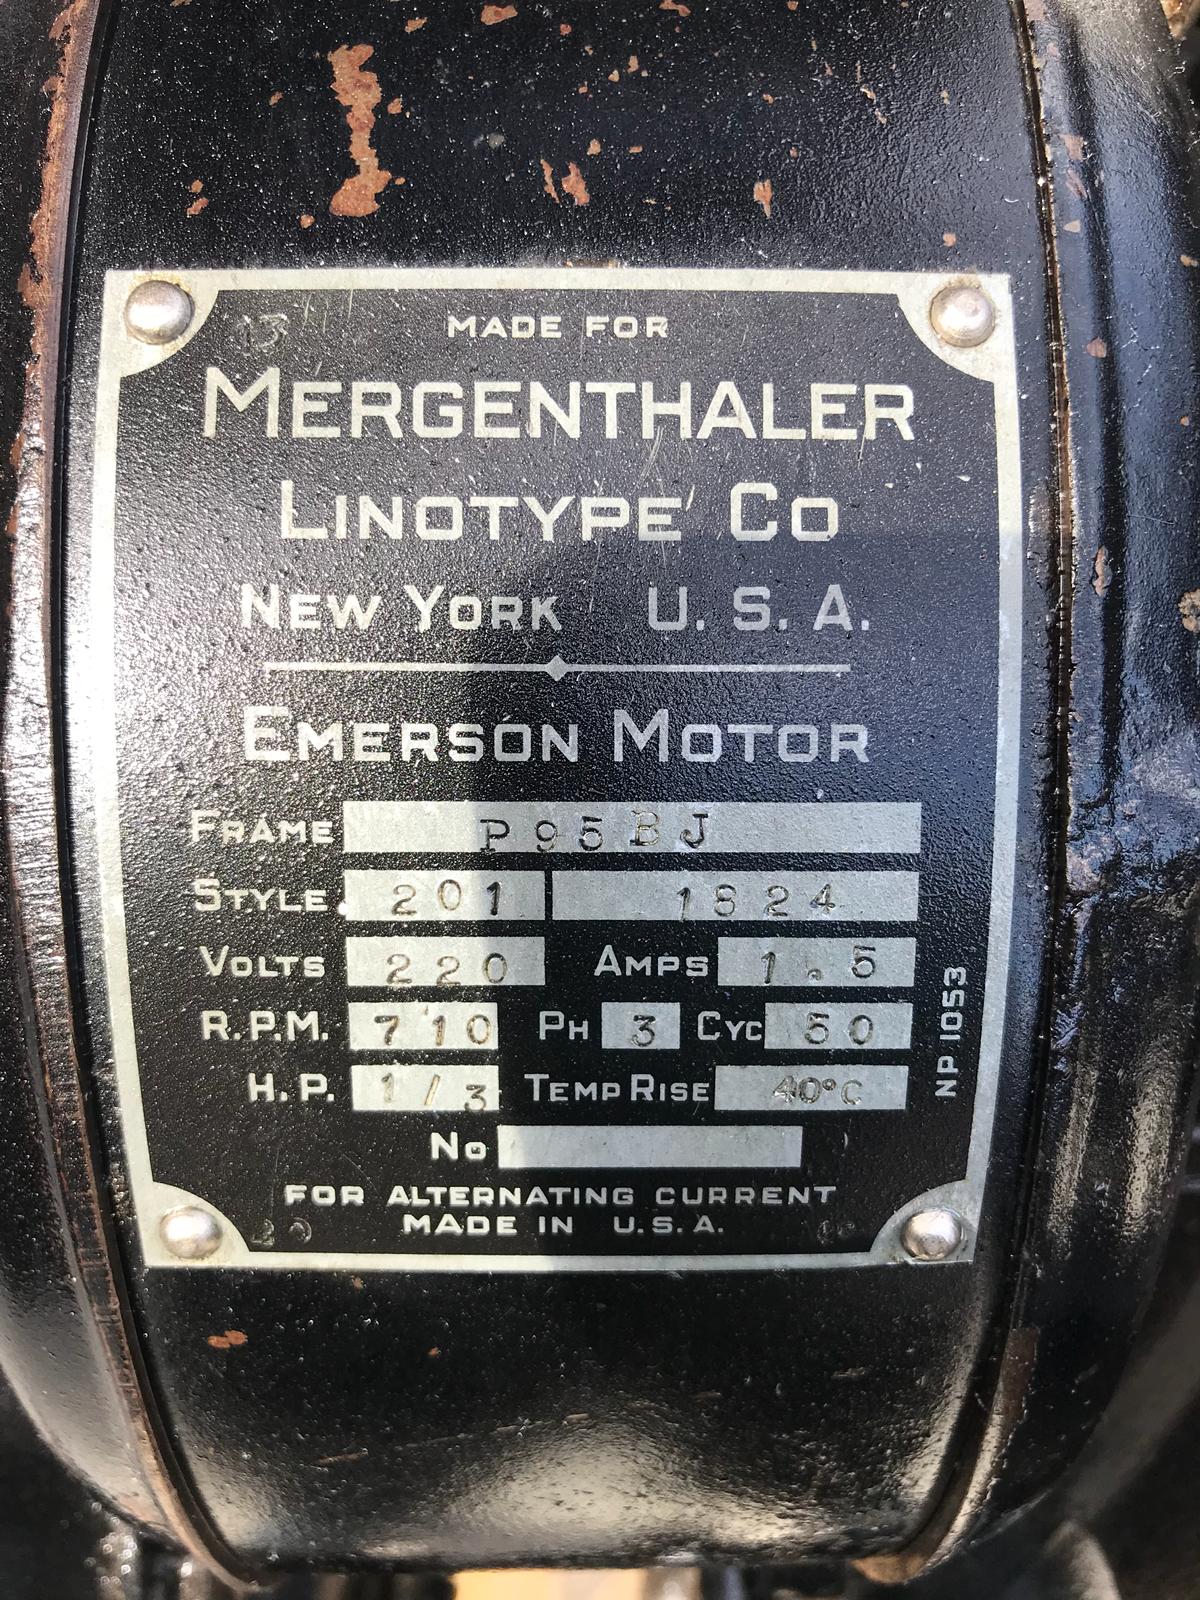 MADE FOR
MERGENTHALER
LINOTYPE CO
NEW YORK U. S. A.
EMERSON MOTOR
FRAME P95BJ
STYLE 201 1824
VOLTS 220 AMPS 1.5
R.P.M. 710 PH 3 CYC 50
H.P. 1/3 TEMP RISE 40°C
NO
FOR ALTERNATING CURRENT
MADE IN U.S.A.
NP 1053
13